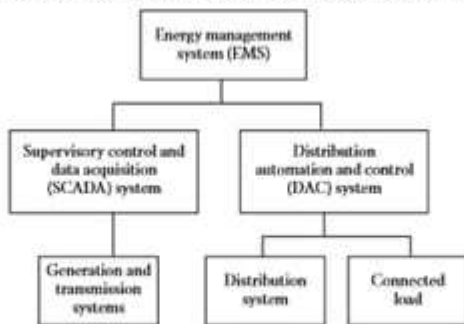 Energy management
system (EMS)
Supervisory control and
data acquisition
(SCADA) system
Distribution
automation and control
(DAC) system
Generation and
transmission
systems
Distribution
system
Connected
load